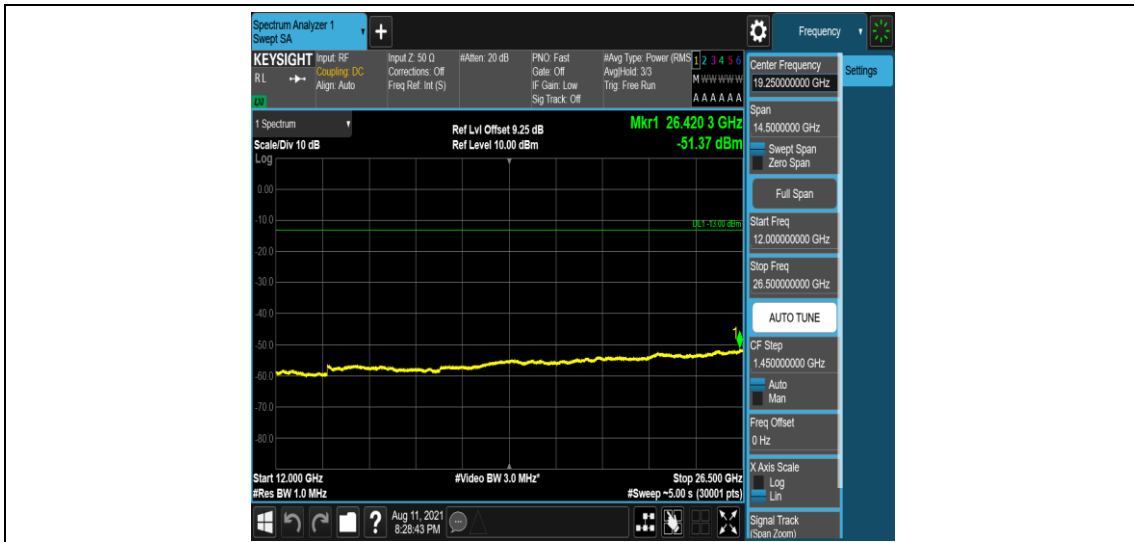 Spectrum Analyzer 1
Swept SA
+
Frequency
KEYSIGHT
RL
LM
Input: RF
Coupling: DC
Align: Auto
Input Z: 50 Ω
Corrections: Off
Freq Ref: Int (S)
#Atten: 20 dB
PNO: Fast
Gate: Off
IF Gain: Low
Sig Track: Off
#Avg Type: Power (RMS
Avg|Hold: 3/3
Trig: Free Run
1 2 3 4 5 6
M W W W W W
A A A A A A
1 Spectrum
Scale/Div 10 dB
Log
Ref Lvl Offset 9.25 dB
Ref Level 10.00 dBm
Mkr1 26.420 3 GHz
-51.37 dBm
0.00
-10.0
DL1 -13.00 dBm
-20.0
-30.0
-40.0
1
-50.0
-60.0
-70.0
-80.0
Start 12.000 GHz
#Res BW 1.0 MHz
#Video BW 3.0 MHz*
Stop 26.500 GHz
#Sweep ~5.00 s (30001 pts)
?
Aug 11, 2021
8:28:43 PM
Center Frequency
19.250000000 GHz
Settings
Span
14.5000000 GHz
Swept Span
Zero Span
Full Span
Start Freq
12.000000000 GHz
Stop Freq
26.500000000 GHz
AUTO TUNE
CF Step
1.450000000 GHz
Auto
Man
Freq Offset
0 Hz
X Axis Scale
Log
Lin
Signal Track
(Span Zoom)